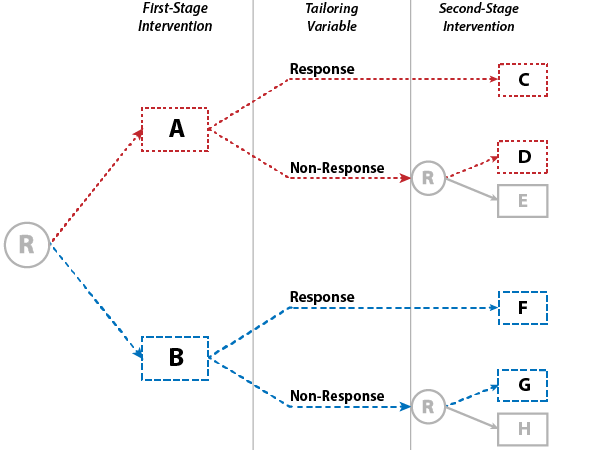 First-Stage
Intervention
Tailoring
Variable
Second-Stage
Intervention
Response
C
A
D
Non-Response
R
E
R
Response
F
B
G
Non-Response
R
H